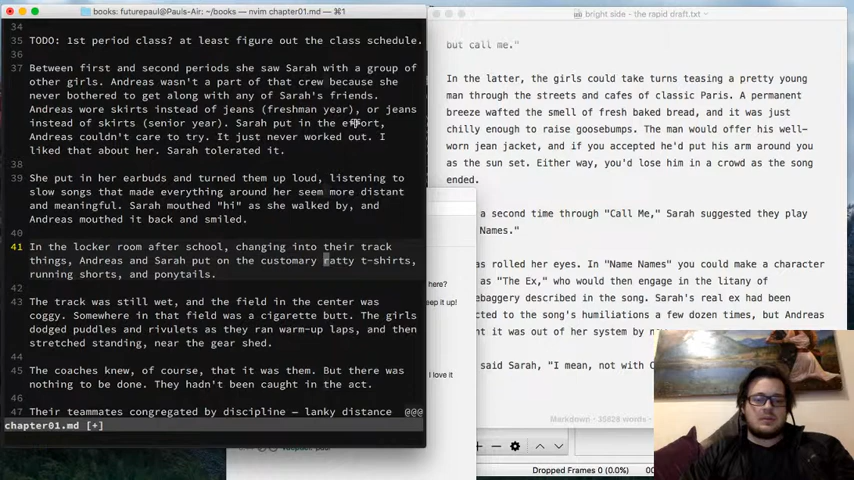 books: futurepaul@Pauls-Air: ~/books — nvim chapter01.md — ⌘1
34
35 TODO: 1st period class? at least figure out the class schedule.
36
37 Between first and second periods she saw Sarah with a group of
other girls. Andreas wasn't a part of that crew because she
never bothered to get along with any of Sarah's friends.
Andreas wore skirts instead of jeans (freshman year), or jeans
instead of skirts (senior year). Sarah put in the effort,
Andreas couldn't care to try. It just never worked out. I
liked that about her. Sarah tolerated it.
38
39 She put in her earbuds and turned them up loud, listening to
slow songs that made everything around her seem more distant
and meaningful. Sarah mouthed "hi" as she walked by, and
Andreas mouthed it back and smiled.
40
41 In the locker room after school, changing into their track
things, Andreas and Sarah put on the customary ratty t-shirts,
running shorts, and ponytails.
42
43 The track was still wet, and the field in the center was
coggy. Somewhere in that field was a cigarette butt. The girls
dodged puddles and rivulets as they ran warm-up laps, and then
stretched standing, near the gear shed.
44
45 The coaches knew, of course, that it was them. But there was
nothing to be done. They hadn't been caught in the act.
46
47 Their teammates congregated by discipline — lanky distance @@@
chapter01.md [+]
bright side - the rapid draft.txt
but call me."
In the latter, the girls could take turns teasing a pretty young
man through the streets and cafes of classic Paris. A permanent
breeze wafted the smell of fresh baked bread, and it was just
chilly enough to raise goosebumps. The man would offer his well-
worn jean jacket, and if you accepted he'd put his arm around you
as the sun set. Either way, you'd lose him in a crowd as the song
ended.
a second time through "Call Me," Sarah suggested they play
Names."
as rolled her eyes. In "Name Names" you could make a character
as "The Ex," who would then engage in the litany of
ebaggery described in the song. Sarah's real ex had been
cted to the song's humiliations a few dozen times, but Andreas
it was out of her system by
said Sarah, "I mean, not with
here?
eep it up!
I love it
Markdown — 35828 words
Dropped Frames 0 (0.0%)